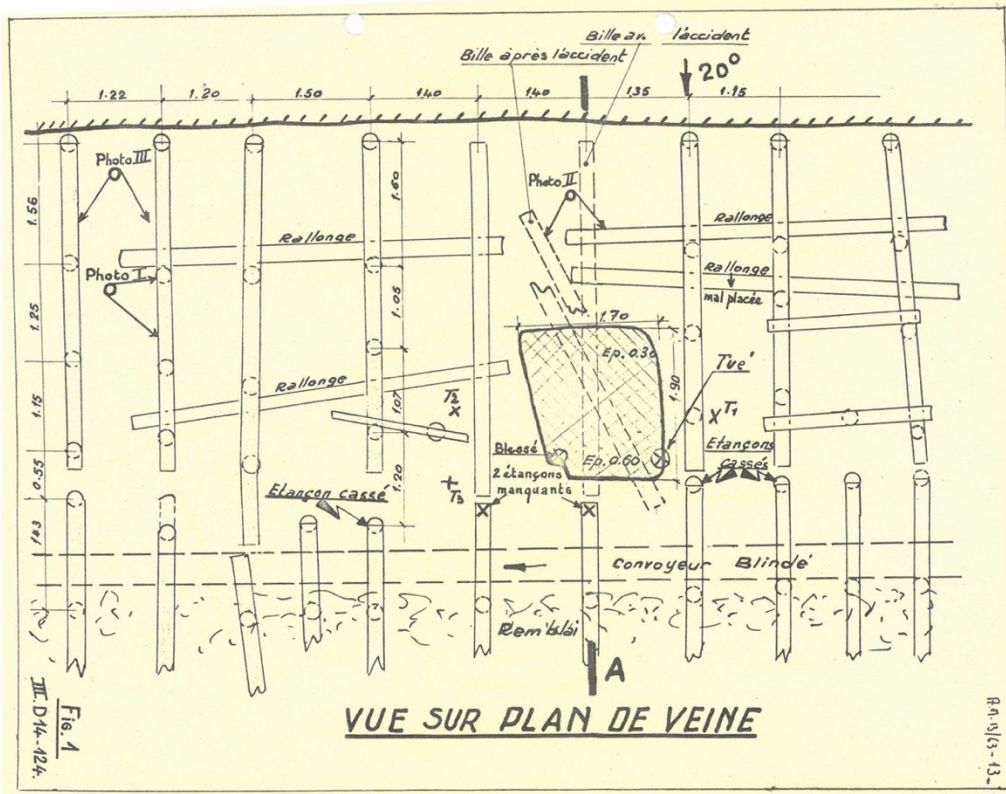 Bille av. l'accident
Bille après l'accident
20°
1.22 1.20 1.50 1.40 1.40 1.35 1.15
Photo III
Photo II
1.56
1.60
Rallonge
Rallonge
Photo I
Rallonge
mal placée
1.25
1.05
1.70
Ep. 0.30
Tué
1.90
Rallonge
T2
X
X T1
1.15
1.07
Blessé
Ep. 0.60
Etançons
cassés
0.55
Etançon cassé
1.20
T3
2 étançons
manquants
Convoyeur Blindé
Remblai
A
VUE SUR PLAN DE VEINE
Fig. 1
III.D14-124.